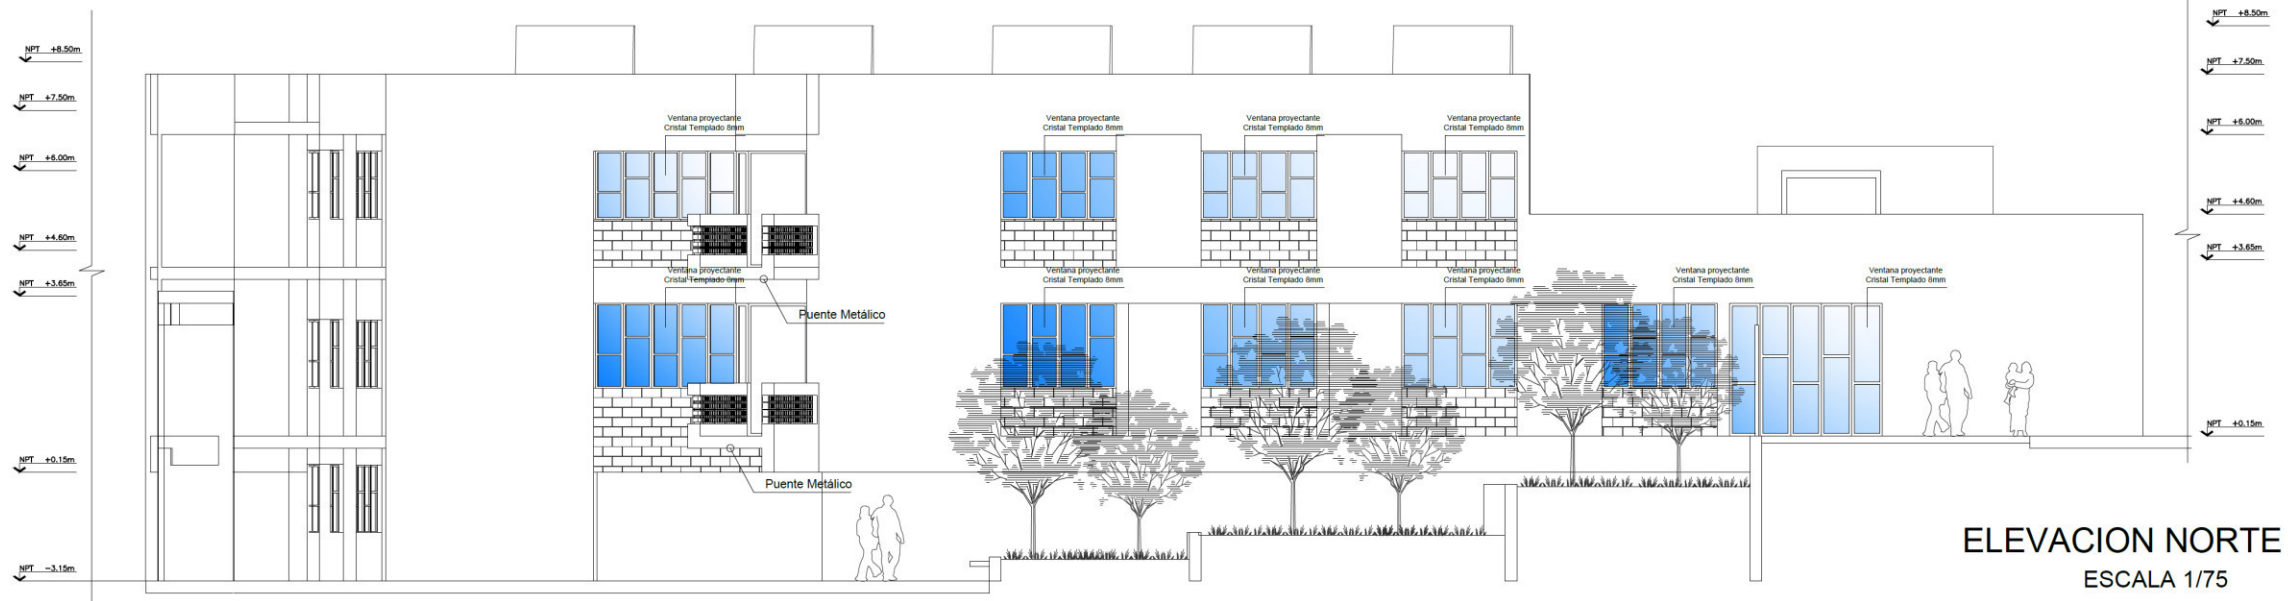 NPT +8.50m
NPT +7.50m
NPT +6.00m
NPT +4.60m
NPT +3.65m
NPT +0.15m
NPT -3.15m
Ventana proyectante
Cristal Templado 8mm
Ventana proyectante
Cristal Templado 8mm
Ventana proyectante
Cristal Templado 8mm
Ventana proyectante
Cristal Templado 8mm
Ventana proyectante
Cristal Templado 8mm
Ventana proyectante
Cristal Templado 8mm
Ventana proyectante
Cristal Templado 8mm
Ventana proyectante
Cristal Templado 8mm
Ventana proyectante
Cristal Templado 8mm
Ventana proyectante
Cristal Templado 8mm
Puente Metálico
Puente Metálico
NPT +8.50m
NPT +7.50m
NPT +6.00m
NPT +4.60m
NPT +3.65m
NPT +0.15m
ELEVACION NORTE
ESCALA 1/75